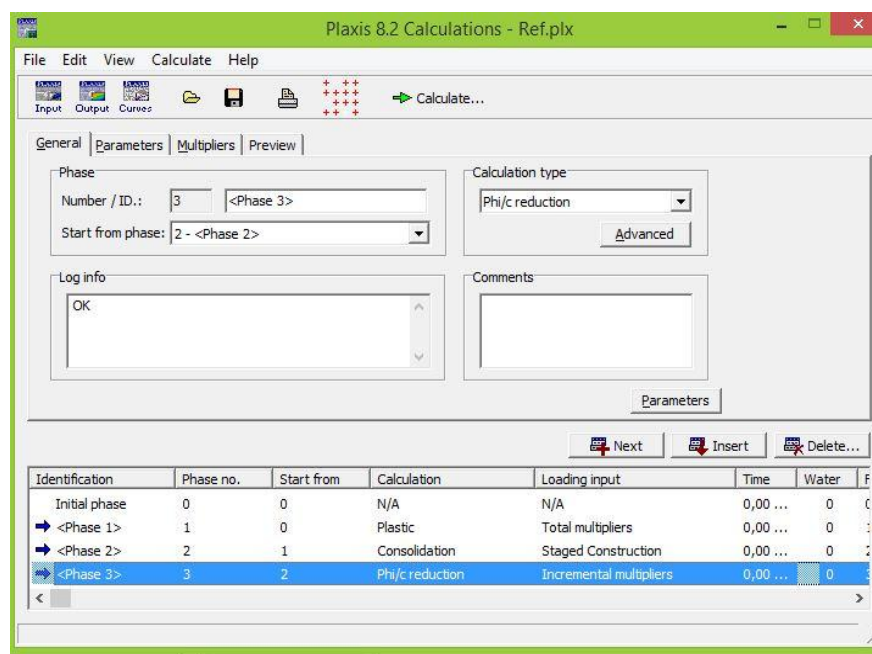 Plaxis 8.2 Calculations - Ref.plx
File Edit View Calculate Help
Input Output Curves Calculate...
General Parameters Multipliers Preview
Phase
Number / ID.: 3 <Phase 3>
Start from phase: 2 - <Phase 2>
Calculation type
Phi/c reduction
Advanced
Log info
OK
Comments
Parameters
Next Insert Delete...
Identification Phase no. Start from Calculation Loading input Time Water F
Initial phase 0 0 N/A N/A 0,00 ... 0
<Phase 1> 1 0 Plastic Total multipliers 0,00 ... 0
<Phase 2> 2 1 Consolidation Staged Construction 0,00 ... 0
<Phase 3> 3 2 Phi/c reduction Incremental multipliers 0,00 ... 0